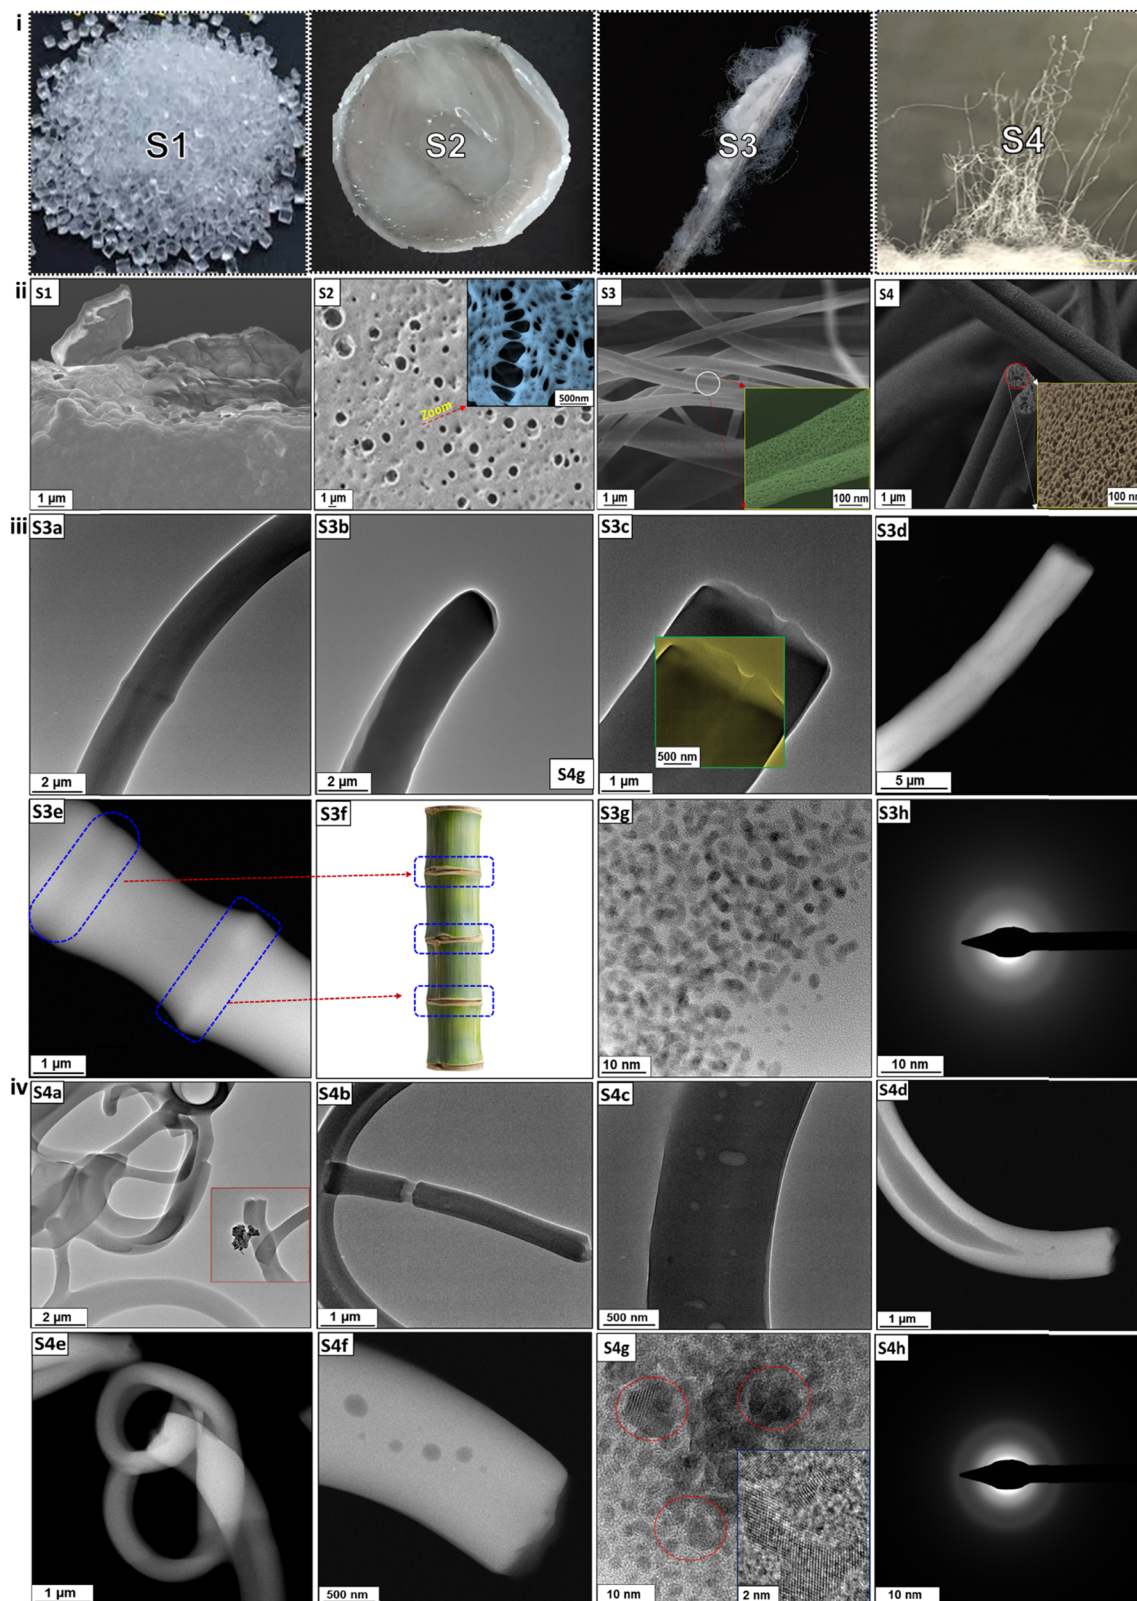 i
S1
S2
S3
S4
ii
S1
1 µm
S2
Zoom
500nm
1 µm
S3
1 µm
100 nm
S4
1 µm
100 nm
iii
S3a
2 µm
S3b
2 µm
S4g
S3c
500 nm
1 µm
S3d
5 µm
S3e
1 µm
S3f
S3g
10 nm
S3h
10 nm
iv
S4a
2 µm
S4b
1 µm
S4c
500 nm
S4d
1 µm
S4e
1 µm
S4f
500 nm
S4g
10 nm
2 nm
S4h
10 nm